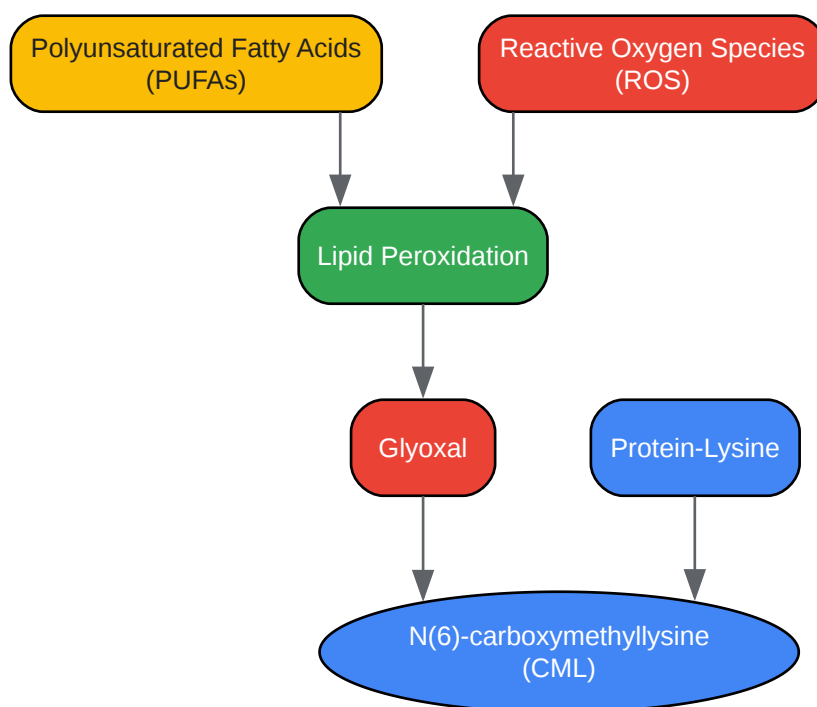 Polyunsaturated Fatty Acids
(PUFAs)
Reactive Oxygen Species
(ROS)
Lipid Peroxidation
Glyoxal
Protein-Lysine
N(6)-carboxymethyllysine
(CML)